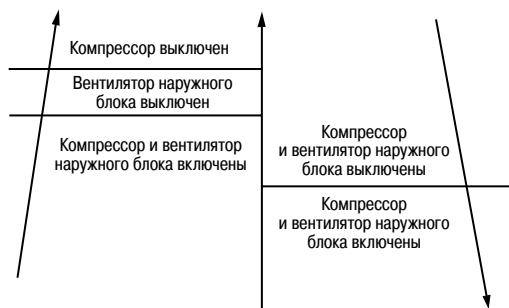 Компрессор выключен
Вентилятор наружного
блока выключен
Компрессор и вентилятор
наружного блока включены
Компрессор
и вентилятор наружного
блока выключены
Компрессор
и вентилятор наружного
блока включены